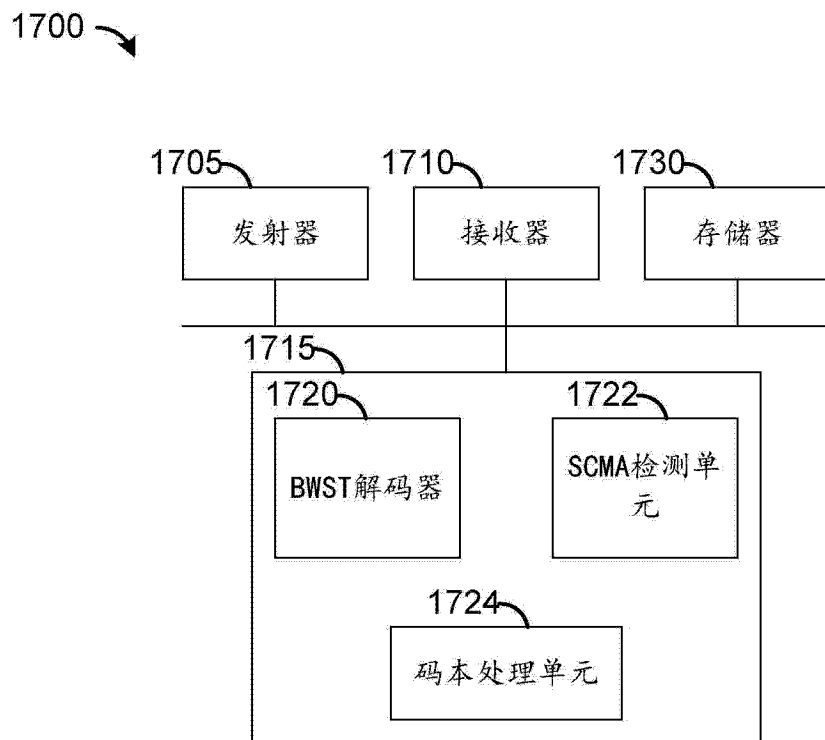 1700
1705
1710
1730
发射器
接收器
存储器
1715
1720
1722
BWST解码器
SCMA检测单
元
1724
码本处理单元